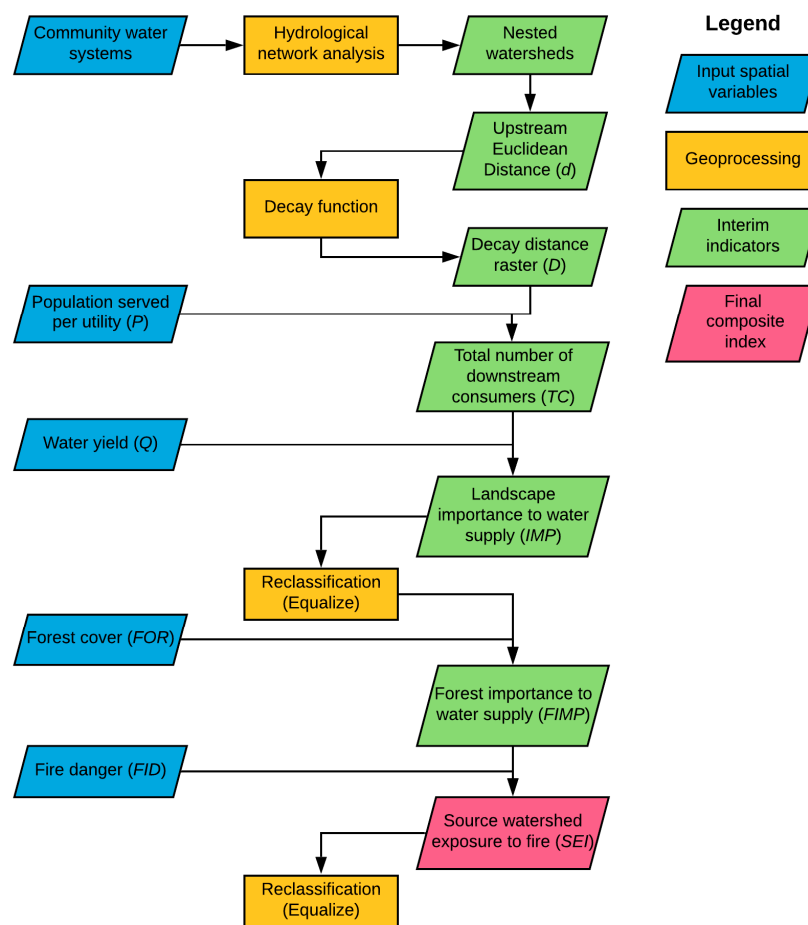 Legend
Community water
systems
Hydrological
network analysis
Nested
watersheds
Input spatial
variables
Upstream
Euclidean
Distance (d)
Geoprocessing
Decay function
Decay distance
raster (D)
Interim
indicators
Population served
per utility (P)
Final
composite
index
Total number of
downstream
consumers (TC)
Water yield (Q)
Landscape
importance to water
supply (IMP)
Reclassification
(Equalize)
Forest cover (FOR)
Forest importance to
water supply (FIMP)
Fire danger (FID)
Source watershed
exposure to fire (SEI)
Reclassification
(Equalize)